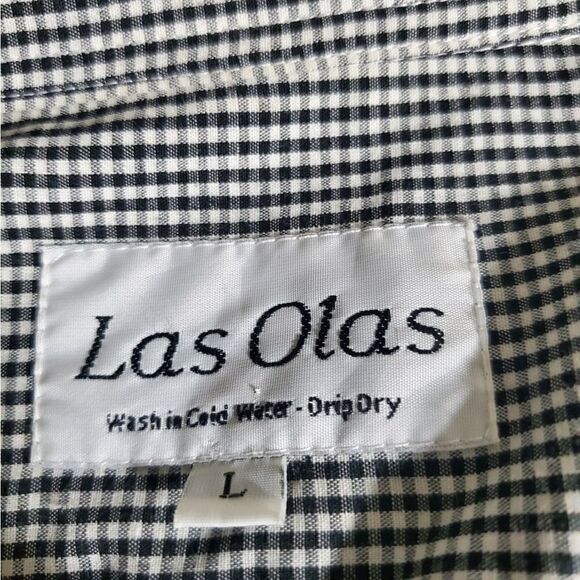 Las Olas
Wash in Cold Water - Drip Dry
L